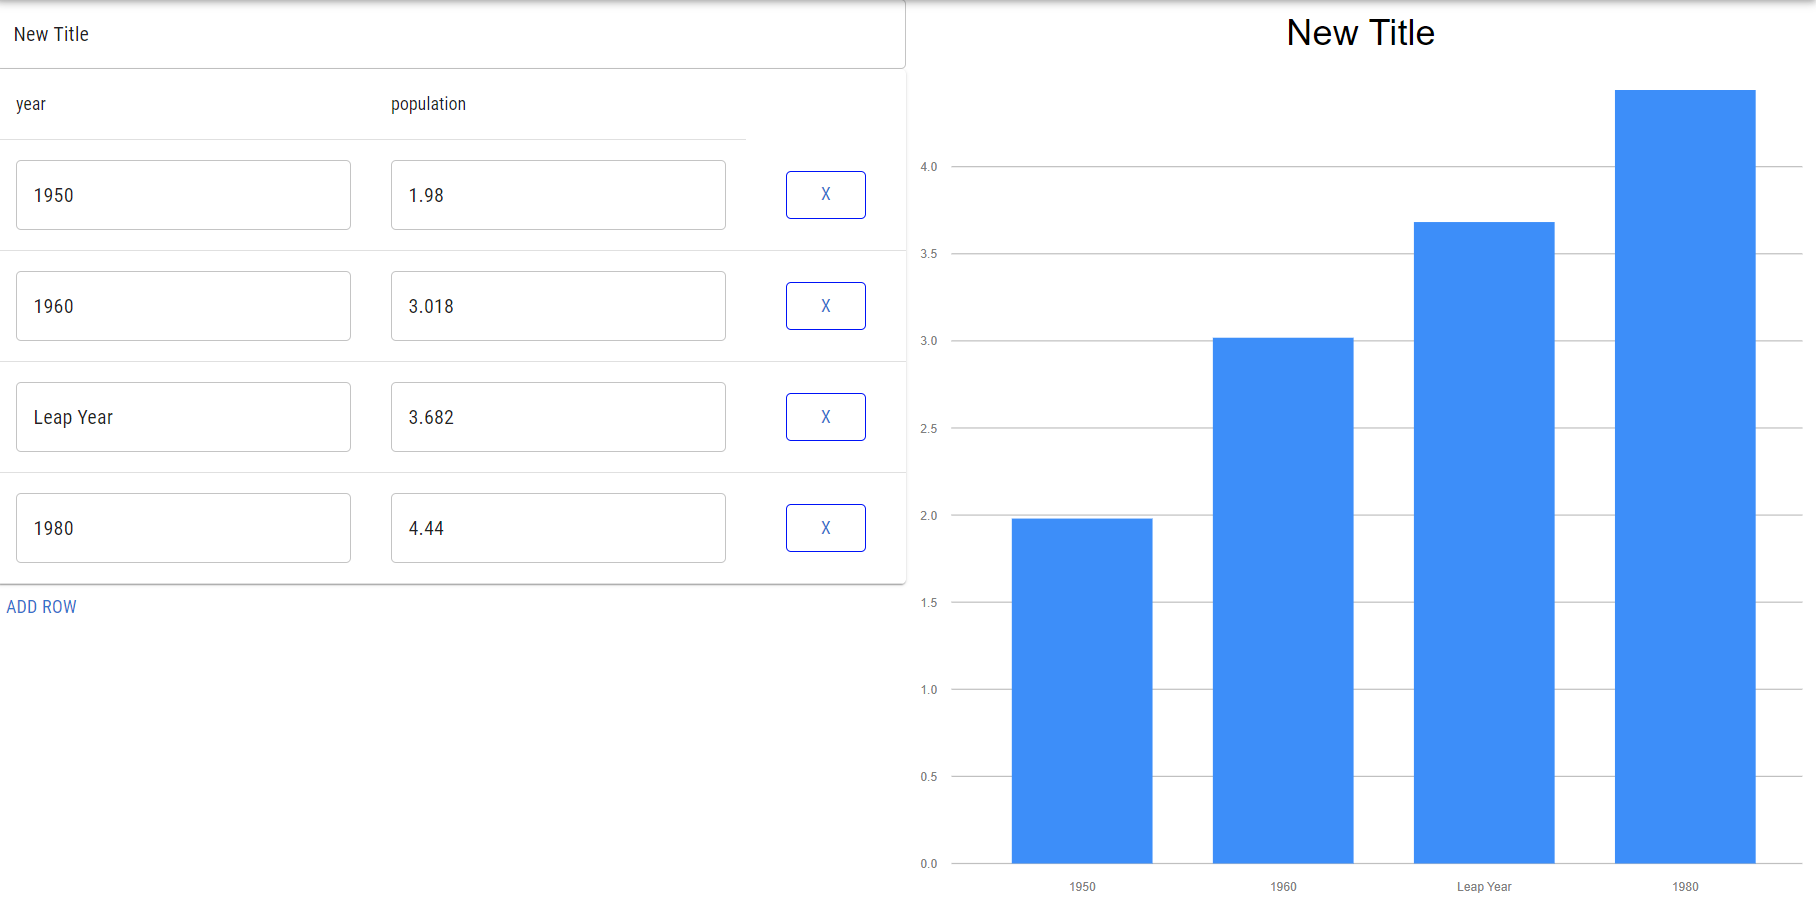 New Title
year population
1950 1.98 X
1960 3.018 X
Leap Year 3.682 X
1980 4.44 X
ADD ROW
New Title
4.0
3.5
3.0
2.5
2.0
1.5
1.0
0.5
0.0
1950 1960 Leap Year 1980